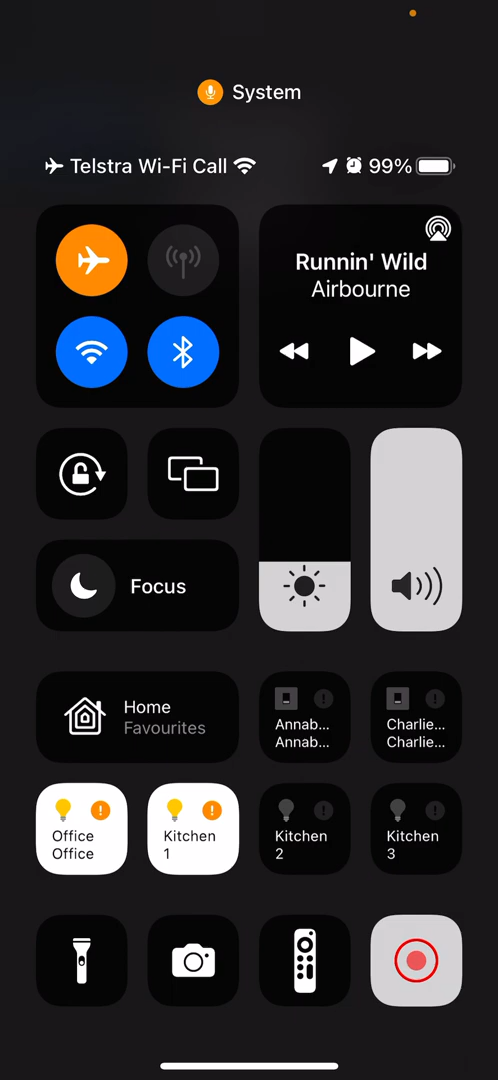 System
Telstra Wi-Fi Call 99%
Runnin' Wild
Airbourne
Focus
Home
Favourites
Annab...
Annab...
Charlie...
Charlie...
Office
Office
Kitchen
1
Kitchen
2
Kitchen
3